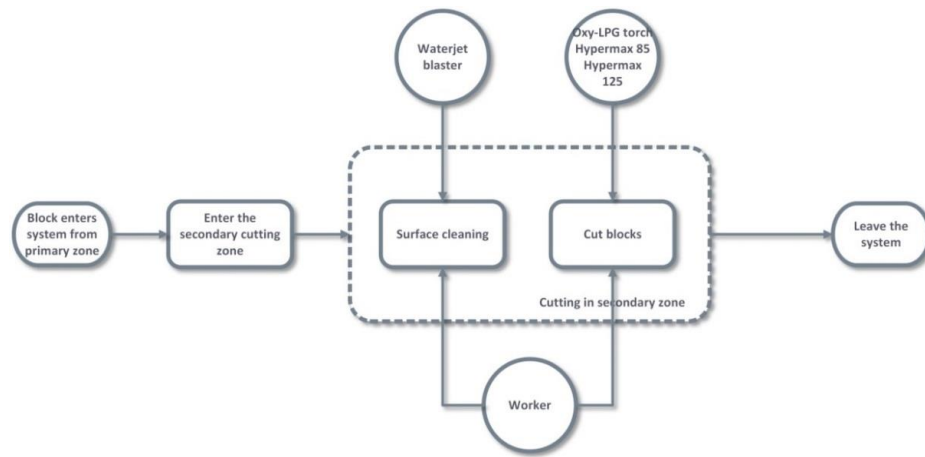 Waterjet
blaster
Oxy-LPG torch
Hypermax 85
Hypermax
125
Block enters
system from
primary zone
Enter the
secondary cutting
zone
Surface cleaning
Cut blocks
Leave the
system
Cutting in secondary zone
Worker